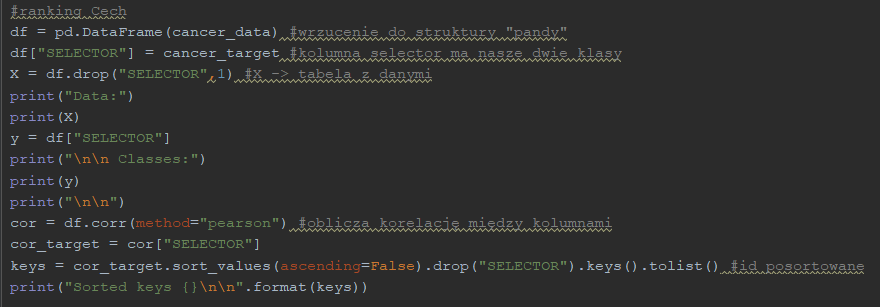 #ranking Cech
df = pd.DataFrame(cancer_data) #wrzucenie do struktury "pandy"
df["SELECTOR"] = cancer_target #kolumna selector ma nasze dwie klasy
X = df.drop("SELECTOR",1) #X -> tabela z danymi
print("Data:")
print(X)
y = df["SELECTOR"]
print("\n\n Classes:")
print(y)
print("\n\n")
cor = df.corr(method="pearson") #oblicza korelację między kolumnami
cor_target = cor["SELECTOR"]
keys = cor_target.sort_values(ascending=False).drop("SELECTOR").keys().tolist() #id posortowane
print("Sorted keys {}\n\n".format(keys))